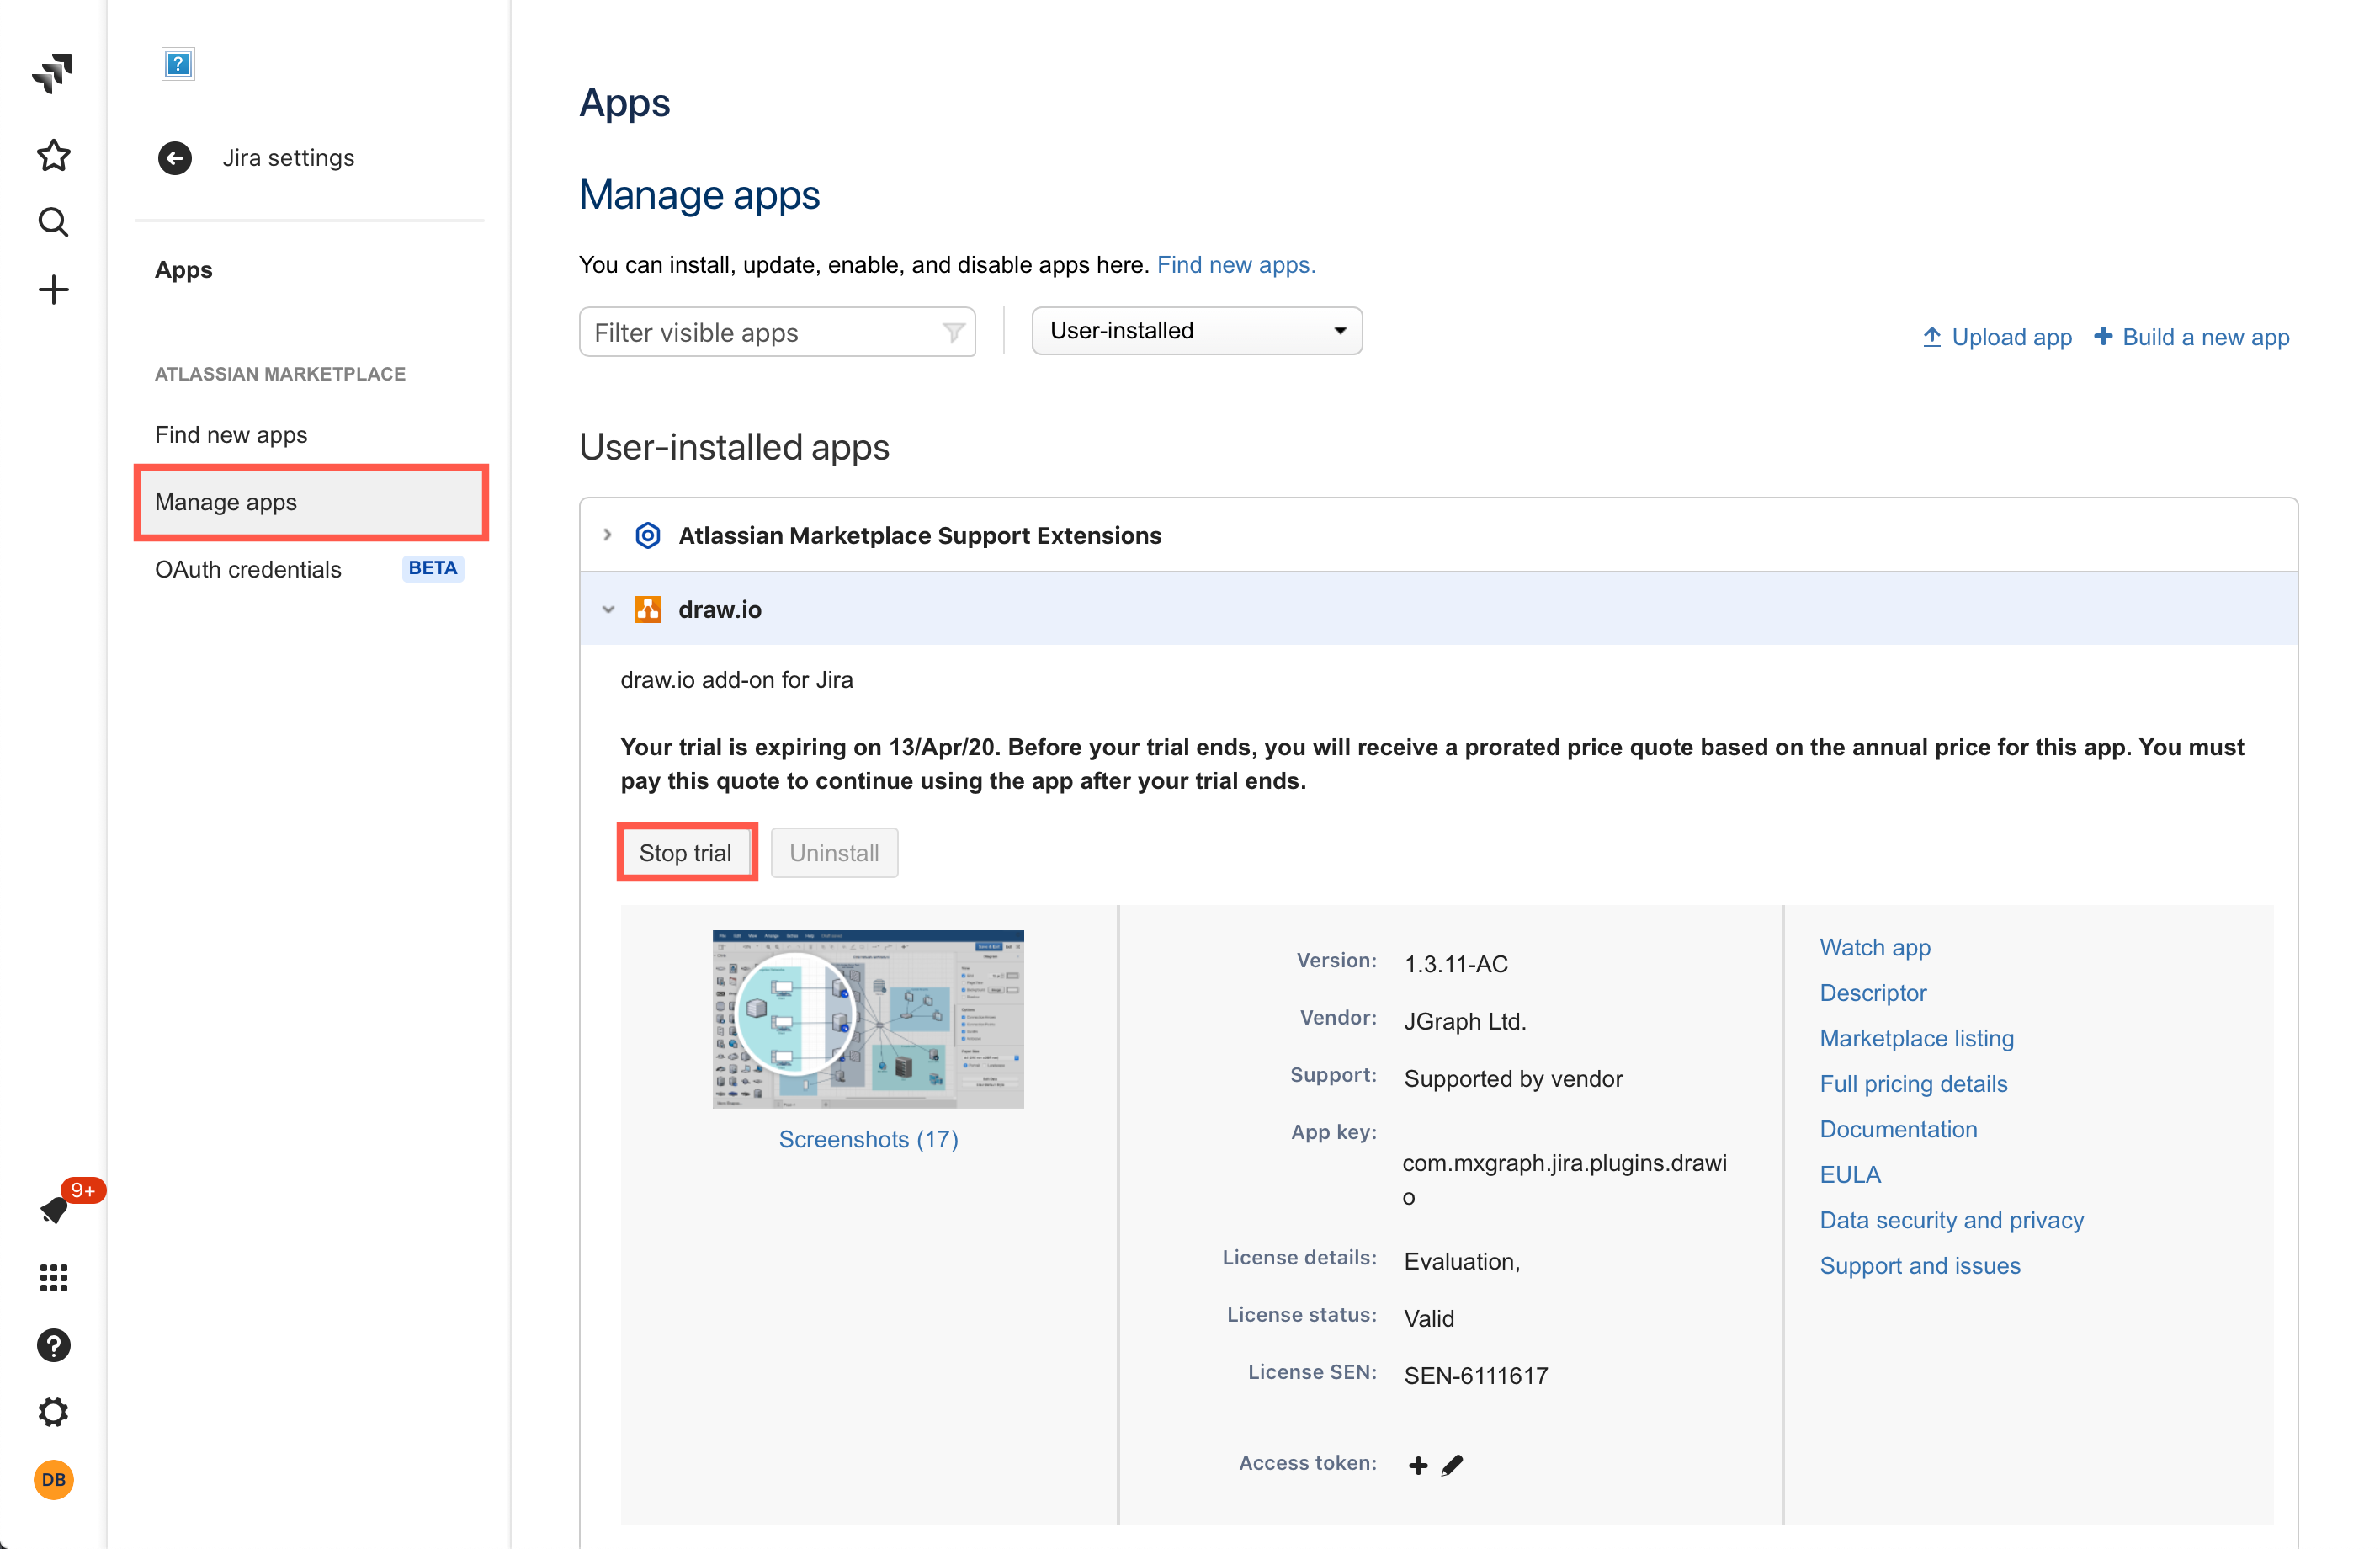 ?
Jira settings
Apps
ATLASSIAN MARKETPLACE
Find new apps
Manage apps
OAuth credentials BETA
9+
?
DB
Apps
Manage apps
You can install, update, enable, and disable apps here. Find new apps.
Filter visible apps
User-installed
Upload app
Build a new app
User-installed apps
Atlassian Marketplace Support Extensions
draw.io
draw.io add-on for Jira
Your trial is expiring on 13/Apr/20. Before your trial ends, you will receive a prorated price quote based on the annual price for this app. You must
pay this quote to continue using the app after your trial ends.
Stop trial
Uninstall
Screenshots (17)
Version: 1.3.11-AC
Vendor: JGraph Ltd.
Support: Supported by vendor
App key:
com.mxgraph.jira.plugins.drawi
o
License details: Evaluation,
License status: Valid
License SEN: SEN-6111617
Access token:
Watch app
Descriptor
Marketplace listing
Full pricing details
Documentation
EULA
Data security and privacy
Support and issues